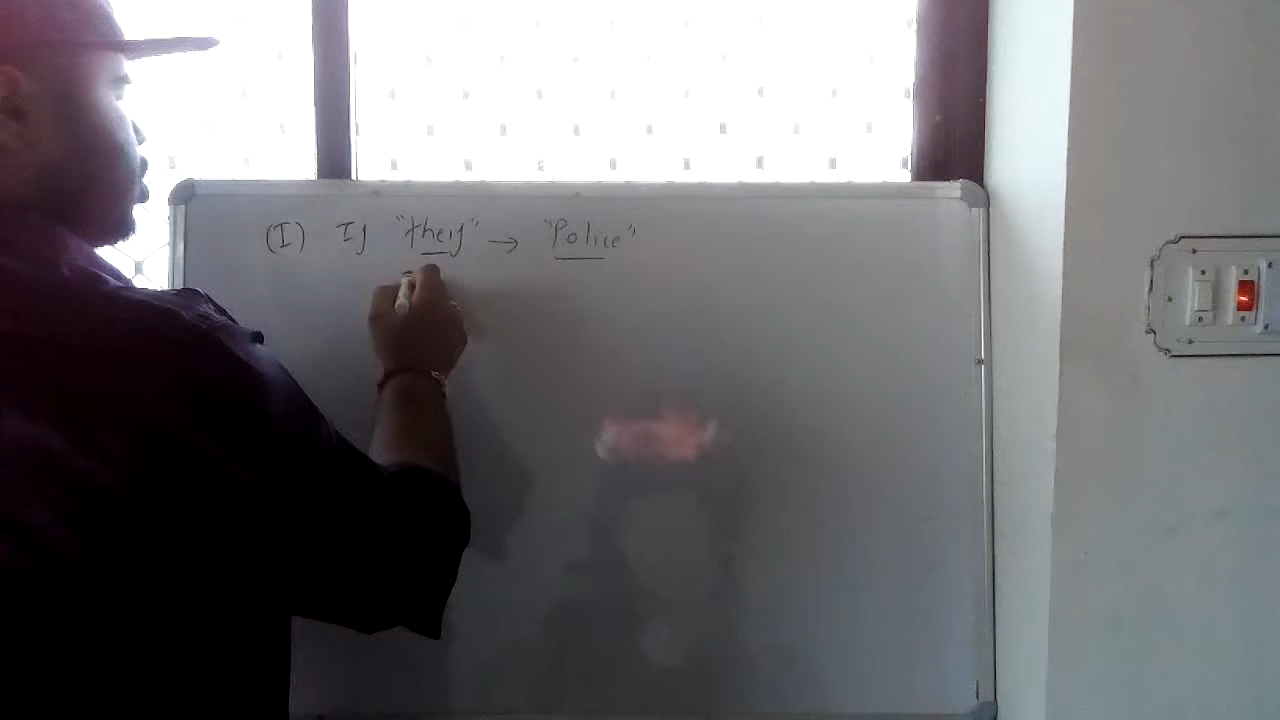 (I) If "they" → "Police"